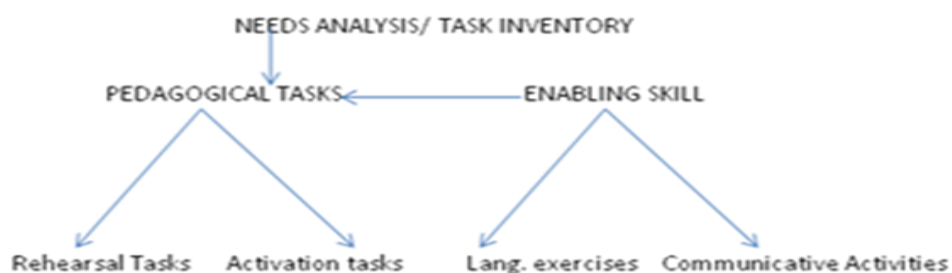 NEEDS ANALYSIS/ TASK INVENTORY
PEDAGOGICAL TASKS ENABLING SKILL
Rehearsal Tasks Activation tasks Lang. exercises Communicative Activities